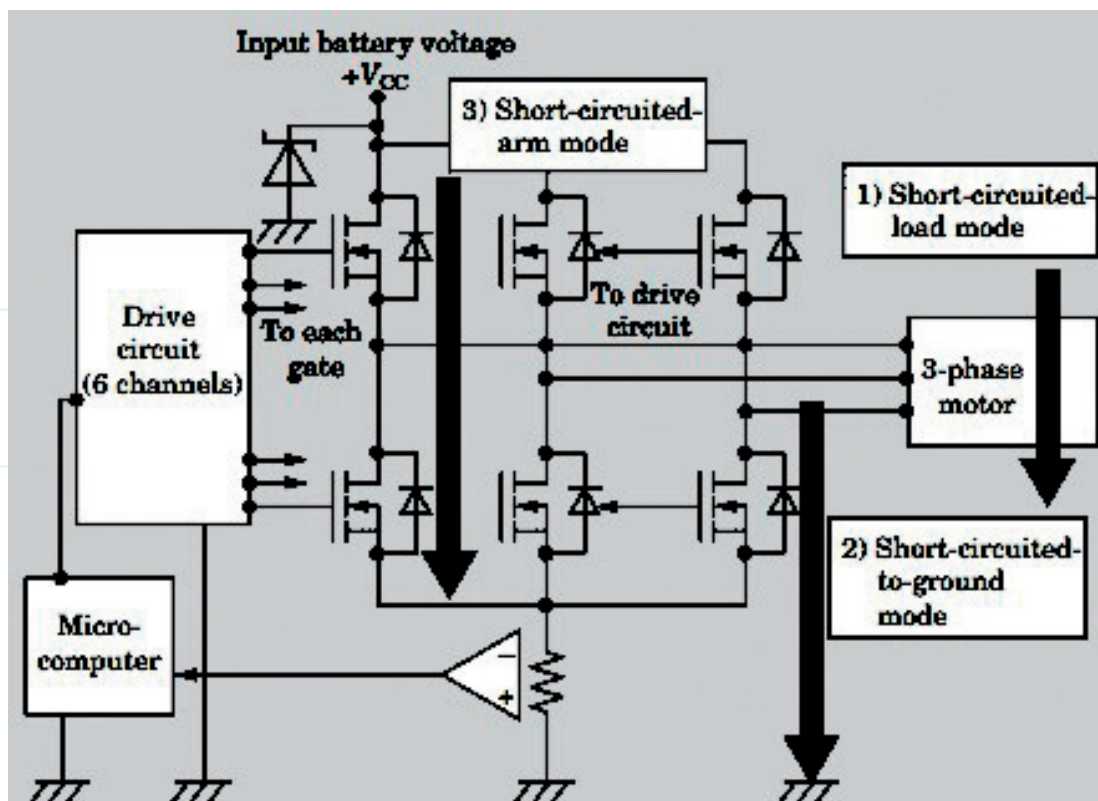 Input battery voltage
+VCC
3) Short-circuited-
arm mode
1) Short-circuited-
load mode
Drive
circuit
(6 channels)
To each
gate
To drive
circuit
3-phase
motor
2) Short-circuited-
to-ground
mode
Micro-
computer
−
+